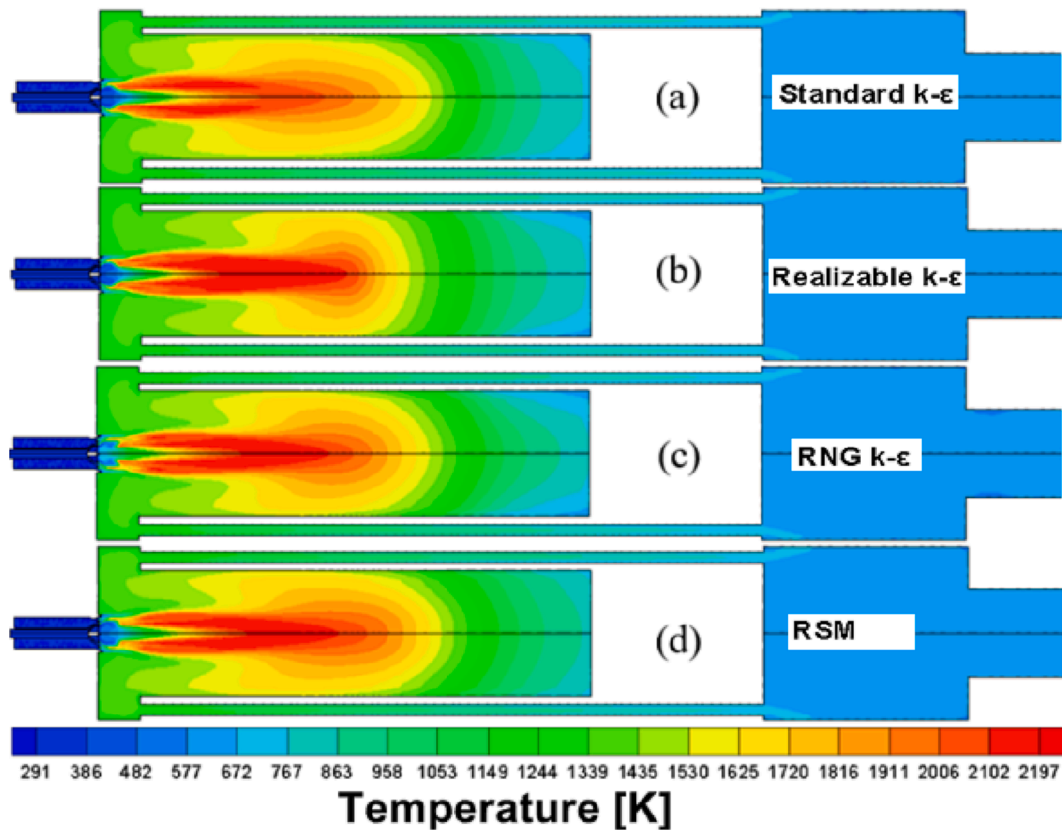 (a)
Standard k-ε
(b)
Realizable k-ε
(c)
RNG k-ε
(d)
RSM
291 386 482 577 672 767 863 958 1053 1149 1244 1339 1435 1530 1625 1720 1816 1911 2006 2102 2197
Temperature [K]